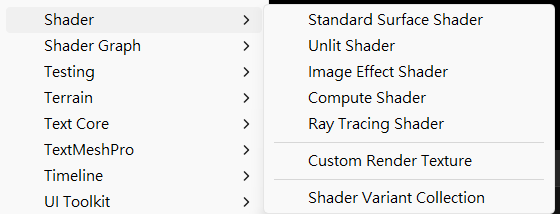 Shader
Shader Graph
Testing
Terrain
Text Core
TextMeshPro
Timeline
UI Toolkit
Standard Surface Shader
Unlit Shader
Image Effect Shader
Compute Shader
Ray Tracing Shader
Custom Render Texture
Shader Variant Collection